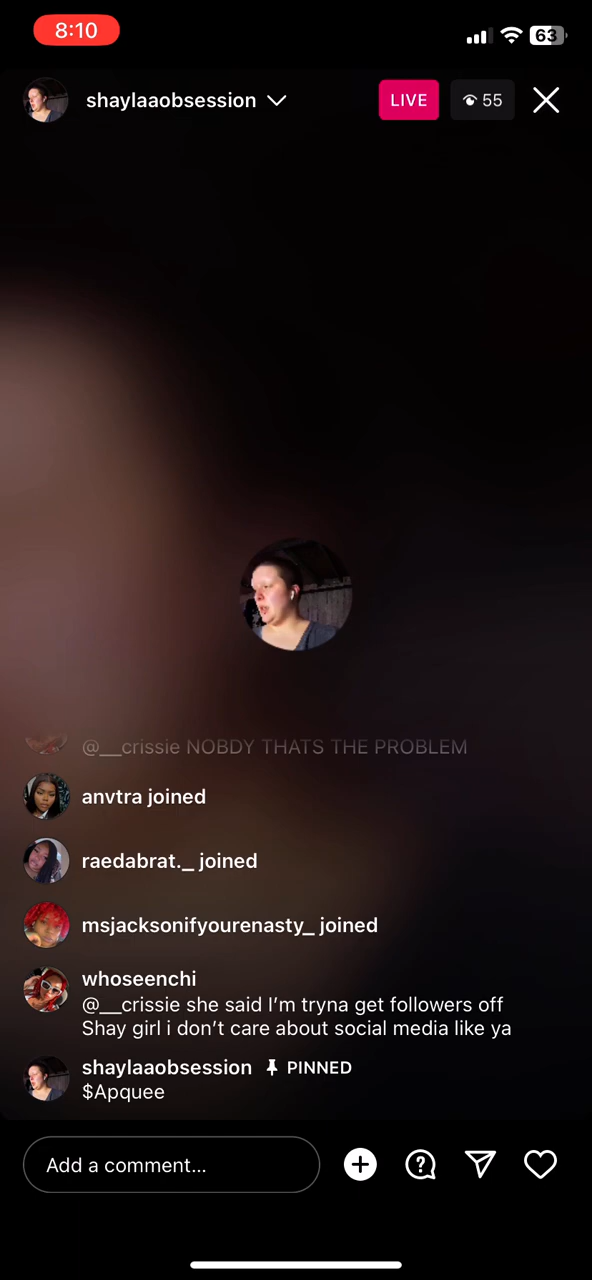 8:10
63
shaylaaobsession
LIVE
55
@__crissie NOBDY THATS THE PROBLEM
anvtra joined
raedabrat._ joined
msjacksonifyourenasty_ joined
whoseenchi
@__crissie she said I’m tryna get followers off
Shay girl i don’t care about social media like ya
shaylaaobsession PINNED
$Apquee
Add a comment...